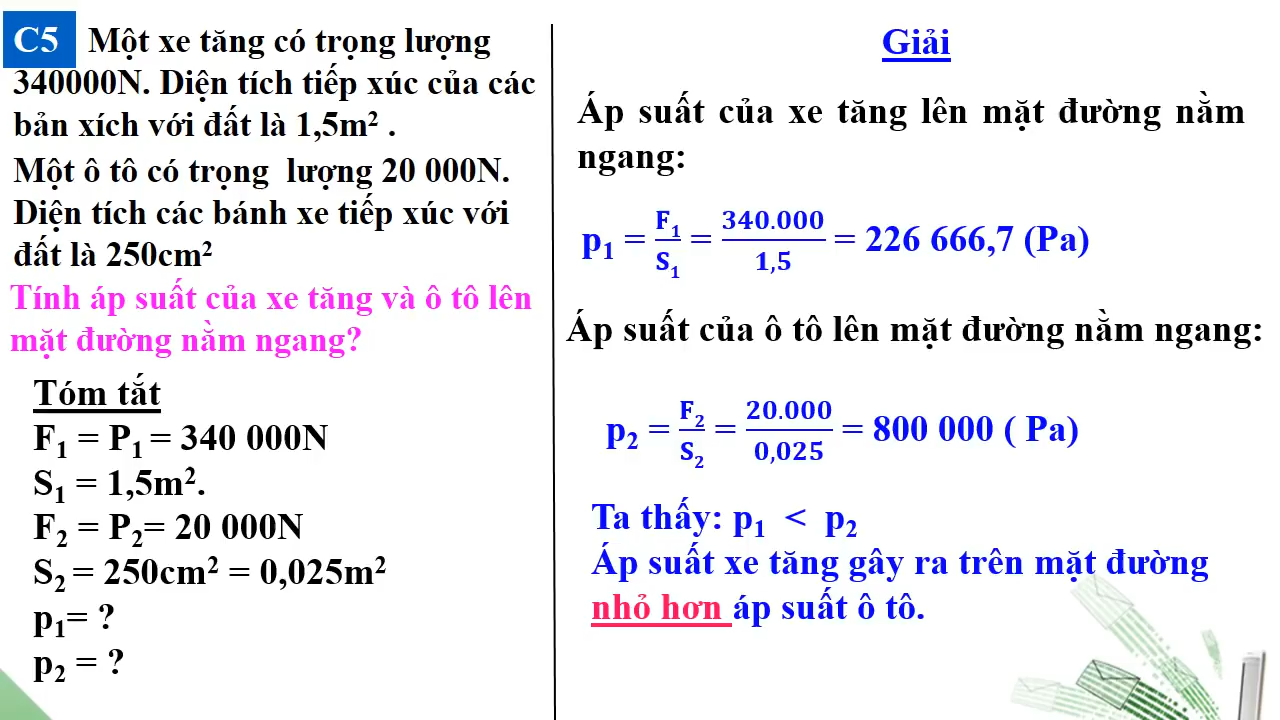 C5 Một xe tăng có trọng lượng
340000N. Diện tích tiếp xúc của các
bản xích với đất là 1,5m² .
Một ô tô có trọng lượng 20 000N.
Diện tích các bánh xe tiếp xúc với
đất là 250cm²
Tính áp suất của xe tăng và ô tô lên
mặt đường nằm ngang?
Tóm tắt
F₁ = P₁ = 340 000N
S₁ = 1,5m².
F₂ = P₂= 20 000N
S₂ = 250cm² = 0,025m²
p₁= ?
p₂ = ?
Giải
Áp suất của xe tăng lên mặt đường nằm
ngang:
p₁ = F₁/S₁ = 340.000/1,5 = 226 666,7 (Pa)
Áp suất của ô tô lên mặt đường nằm ngang:
p₂ = F₂/S₂ = 20.000/0,025 = 800 000 ( Pa)
Ta thấy: p₁ < p₂
Áp suất xe tăng gây ra trên mặt đường
nhỏ hơn áp suất ô tô.